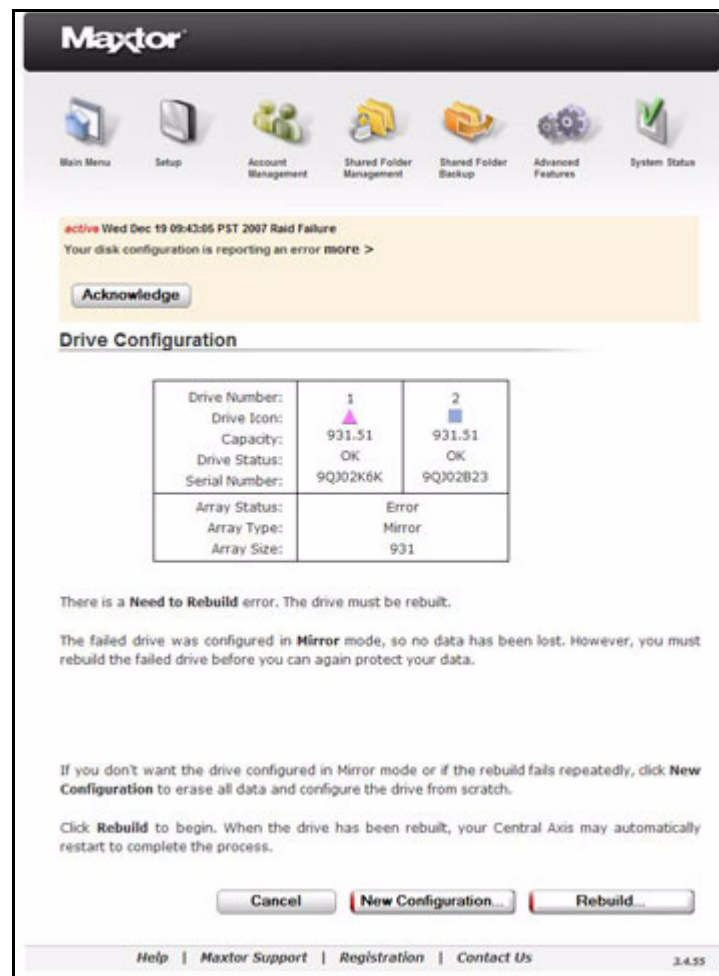 Maxtor
Main Menu
Setup
Account Management
Shared Folder Management
Shared Folder Backup
Advanced Features
System Status
active Wed Dec 19 09:43:05 PST 2007 Raid Failure
Your disk configuration is reporting an error more >
Acknowledge
Drive Configuration
Drive Number: 1 2
Drive Icon:
Capacity: 931.51 931.51
Drive Status: OK OK
Serial Number: 9QJ02K6K 9QJ02B23
Array Status: Error
Array Type: Mirror
Array Size: 931
There is a Need to Rebuild error. The drive must be rebuilt.
The failed drive was configured in Mirror mode, so no data has been lost. However, you must
rebuild the failed drive before you can again protect your data.
If you don't want the drive configured in Mirror mode or if the rebuild fails repeatedly, click New
Configuration to erase all data and configure the drive from scratch.
Click Rebuild to begin. When the drive has been rebuilt, your Central Axis may automatically
restart to complete the process.
Cancel
New Configuration...
Rebuild...
Help | Maxtor Support | Registration | Contact Us
3.4.55